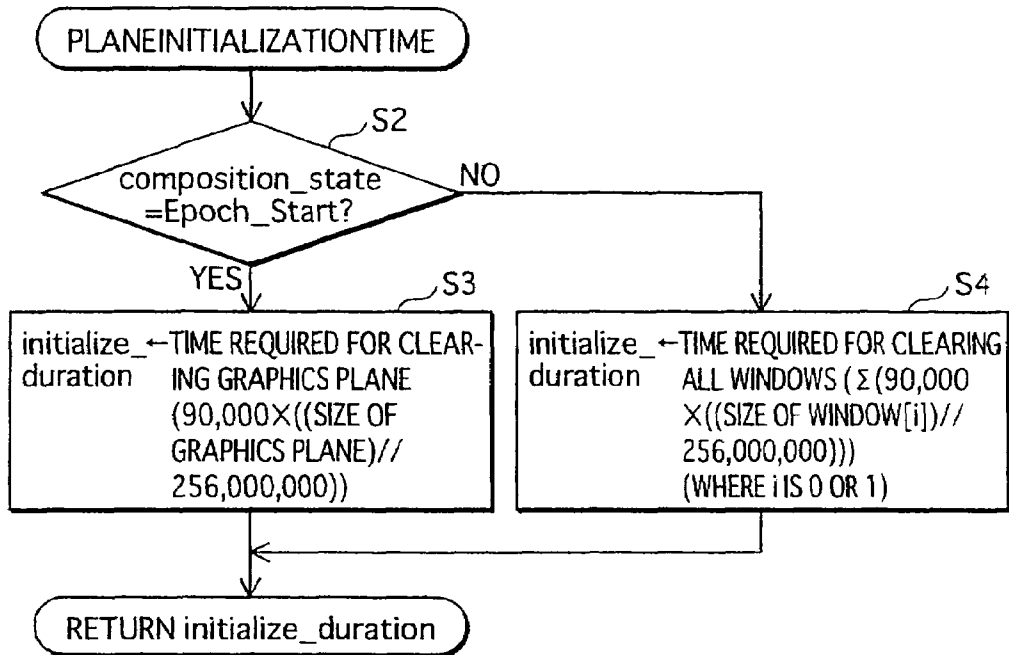 PLANEINITIALIZATIONTIME
S2
composition_state
=Epoch_Start?
NO
YES
S3
initialize_ ←TIME REQUIRED FOR CLEAR-
duration ING GRAPHICS PLANE
(90,000×((SIZE OF
GRAPHICS PLANE)//
256,000,000))
S4
initialize_ ←TIME REQUIRED FOR CLEARING
duration ALL WINDOWS (Σ(90,000
×((SIZE OF WINDOW[i])//
256,000,000)))
(WHERE i IS 0 OR 1)
RETURN initialize_duration